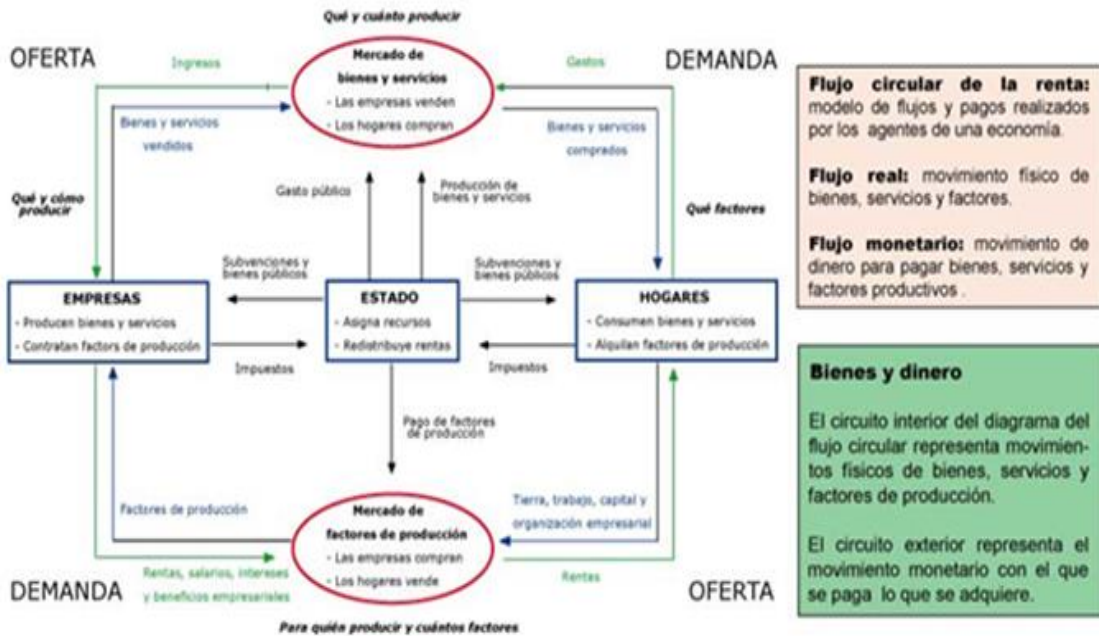 Qué y cuánto producir
OFERTA
DEMANDA
Ingresos
Mercado de
bienes y servicios
- Las empresas venden
- Los hogares compran
Gastos
Bienes y servicios
vendidos
Bienes y servicios
comprados
Gasto público
Producción de
bienes y servicios
Qué y cómo
producir
Qué factores
Subvenciones y
bienes públicos
Subvenciones y
bienes públicos
EMPRESAS
- Producen bienes y servicios
- Contratan factors de producción
ESTADO
- Asigna recursos
- Redistribuye rentas
HOGARES
- Consumen bienes y servicios
- Alquilan factores de producción
Impuestos
Impuestos
Pago de factores
de producción
Factores de producción
Tierra, trabajo, capital y
organización empresarial
Mercado de
factores de producción
- Las empresas compran
- Los hogares vende
Rentas, salarios, intereses
y beneficios empresariales
Rentas
DEMANDA
OFERTA
Para quién producir y cuántos factores
Flujo circular de la renta:
modelo de flujos y pagos realizados
por los agentes de una economía.
Flujo real: movimiento físico de
bienes, servicios y factores.
Flujo monetario: movimiento de
dinero para pagar bienes, servicios y
factores productivos .
Bienes y dinero
El circuito interior del diagrama del
flujo circular representa movimien-
tos físicos de bienes, servicios y
factores de producción.
El circuito exterior representa el
movimiento monetario con el que
se paga lo que se adquiere.